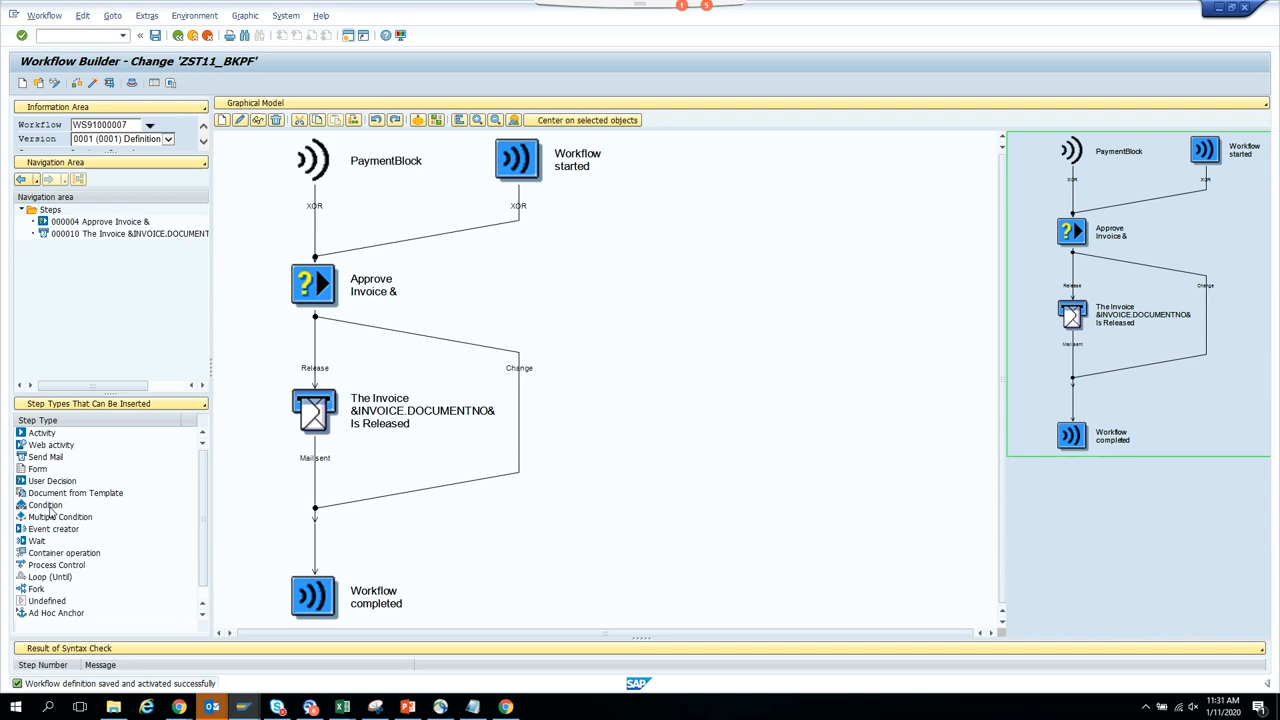 Workflow Edit Goto Extras Environment Graphic System Help
1 5
Workflow Builder - Change 'ZST11_BKPF'
Information Area
Workflow WS91000007
Version 0001 (0001) Definition
Navigation Area
Navigation area
Steps
000004 Approve Invoice &
000010 The Invoice &INVOICE.DOCUMENT
Step Types That Can Be Inserted
Step Type
Activity
Web activity
Send Mail
Form
User Decision
Document from Template
Condition
Multiple Condition
Event creator
Wait
Container operation
Process Control
Loop (Until)
Fork
Undefined
Ad Hoc Anchor
Graphical Model
Center on selected objects
PaymentBlock
Workflow
started
XOR XOR
Approve
Invoice &
Release Change
The Invoice
&INVOICE.DOCUMENTNO&
Is Released
Mail sent
Workflow
completed
PaymentBlock
Workflow
started
XOR XOR
Approve
Invoice &
Release Change
The Invoice
&INVOICE.DOCUMENTNO&
Is Released
Mail sent
Workflow
completed
Result of Syntax Check
Step Number Message
Workflow definition saved and activated successfully
SAP
11:31 AM
1/11/2020